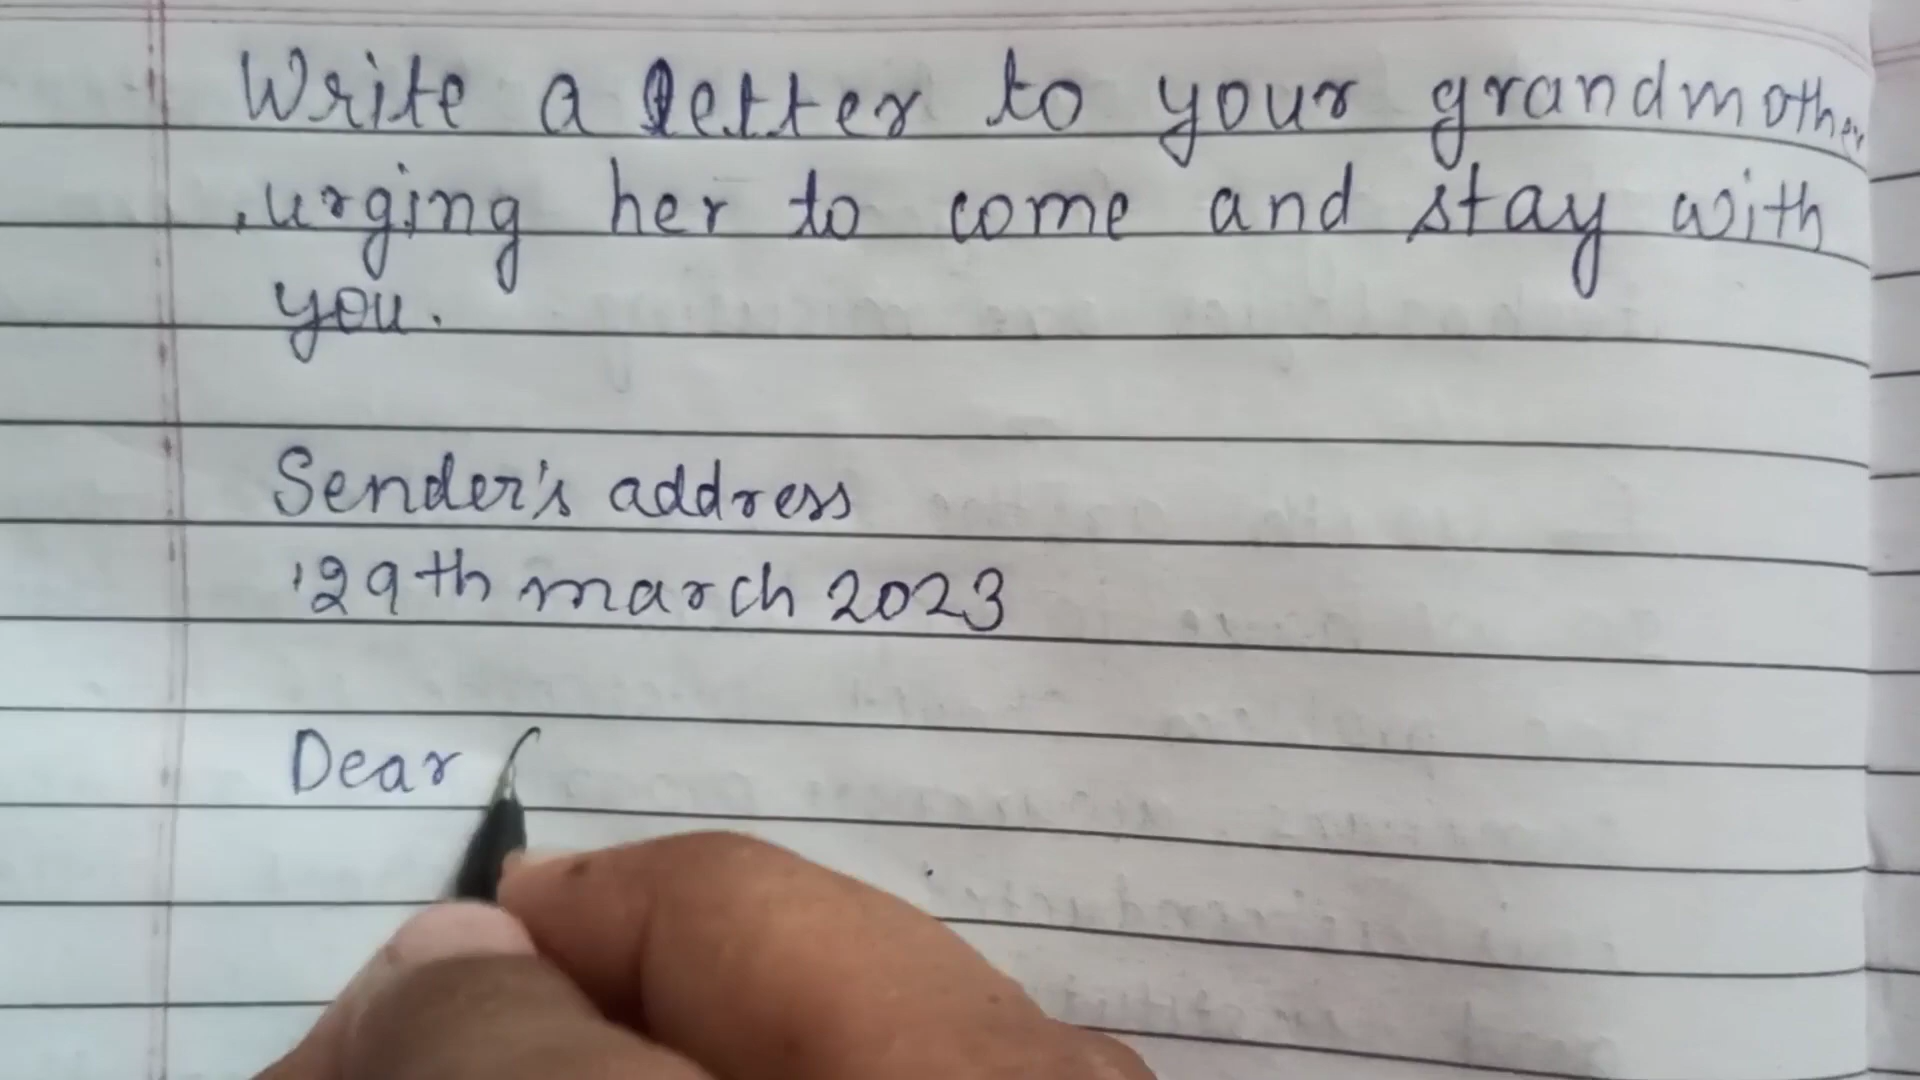 Write a letter to your grandmother
urging her to come and stay with
you.
Sender's address
29th march 2023
Dear